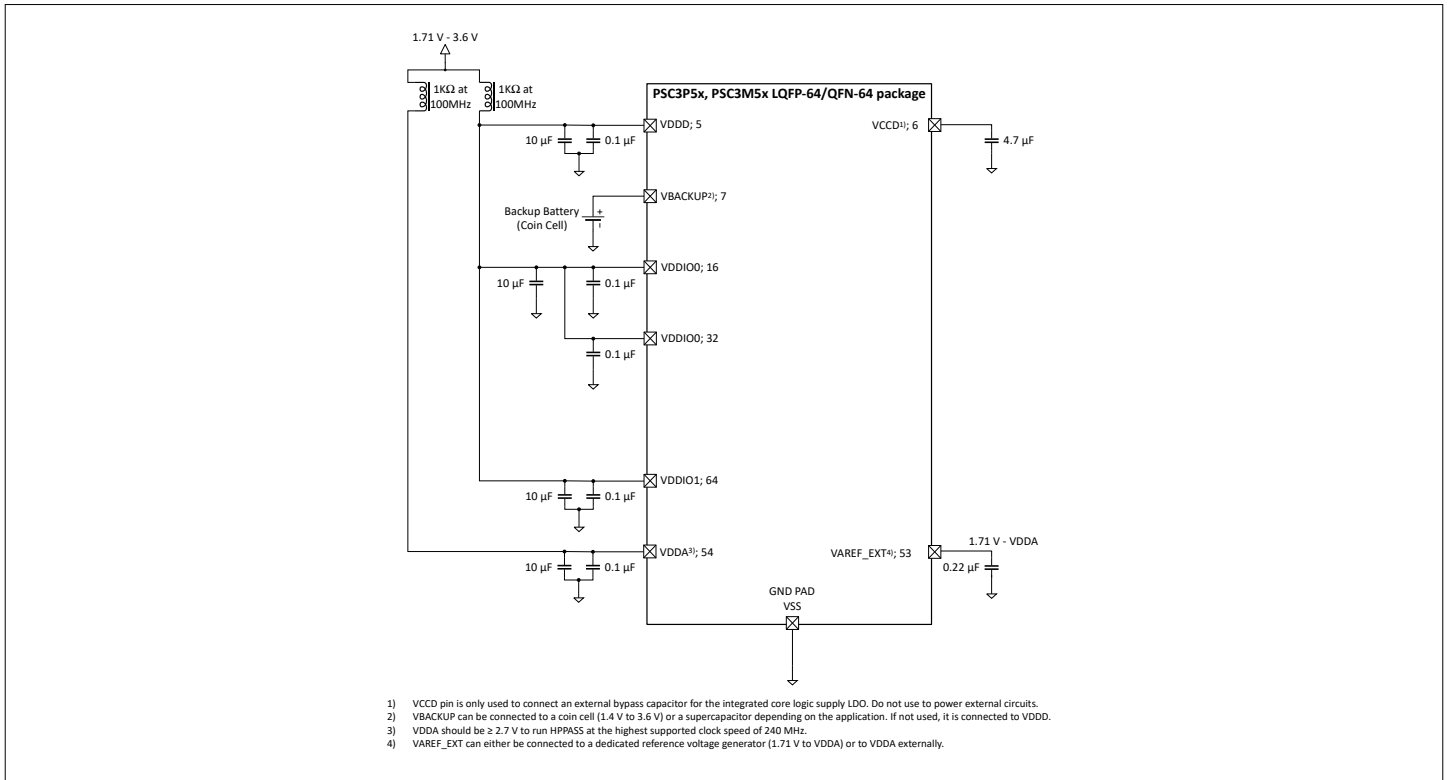 1.71 V - 3.6 V
1KΩ at
100MHz
1KΩ at
100MHz
PSC3P5x, PSC3M5x LQFP-64/QFN-64 package
VDDD; 5
10 µF
0.1 µF
VCCD1); 6
4.7 µF
VBACKUP2); 7
Backup Battery
(Coin Cell)
+
-
VDDIO0; 16
10 µF
0.1 µF
VDDIO0; 32
0.1 µF
VDDIO1; 64
10 µF
0.1 µF
VDDA3); 54
10 µF
0.1 µF
VAREF_EXT4); 53
1.71 V - VDDA
0.22 µF
GND PAD
VSS
1) VCCD pin is only used to connect an external bypass capacitor for the integrated core logic supply LDO. Do not use to power external circuits.
2) VBACKUP can be connected to a coin cell (1.4 V to 3.6 V) or a supercapacitor depending on the application. If not used, it is connected to VDDD.
3) VDDA should be ≥ 2.7 V to run HPPASS at the highest supported clock speed of 240 MHz.
4) VAREF_EXT can either be connected to a dedicated reference voltage generator (1.71 V to VDDA) or to VDDA externally.